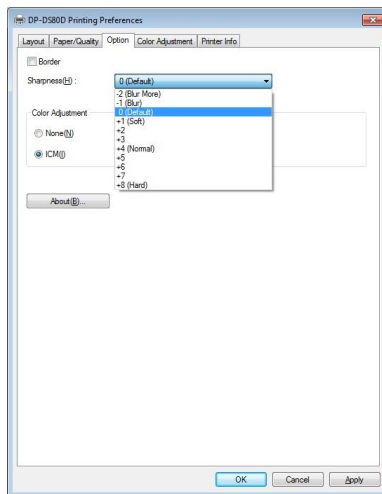 DP-DS80D Printing Preferences
Layout Paper/Quality Option Color Adjustment Printer Info
Border
Sharpness(H) : 0 (Default)
-2 (Blur More)
-1 (Blur)
0 (Default)
+1 (Soft)
Color Adjustment
+2
None(N)
+3
+4 (Normal)
ICM(I)
+5
+6
+7
+8 (Hard)
About(B)...
OK Cancel Apply